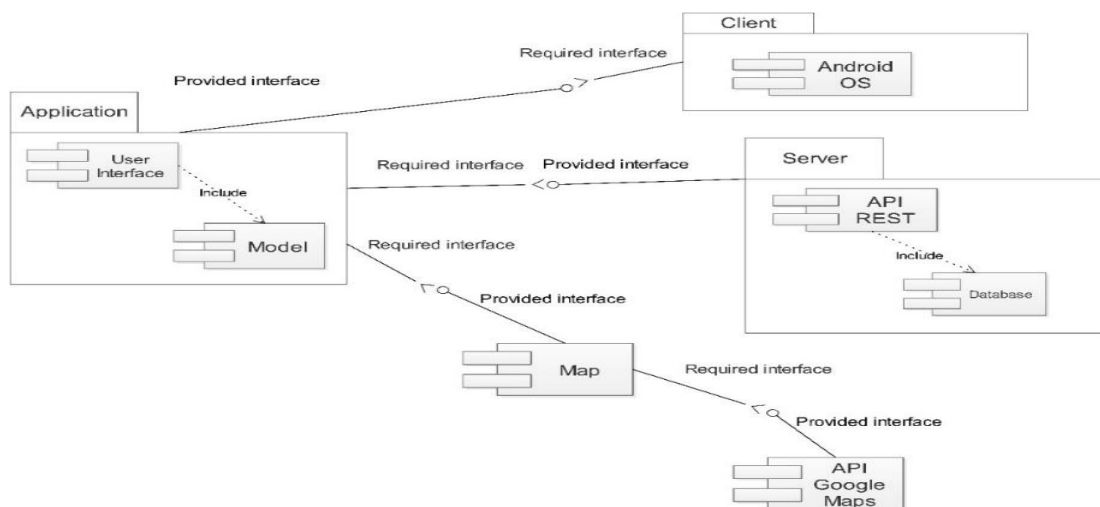 Client
Required interface
Android
OS
Provided interface
Application
User
Interface
Include
Model
Required interface
Provided interface
Server
API
REST
Include
Database
Required interface
Provided interface
Map
Required interface
Provided interface
API
Google
Maps